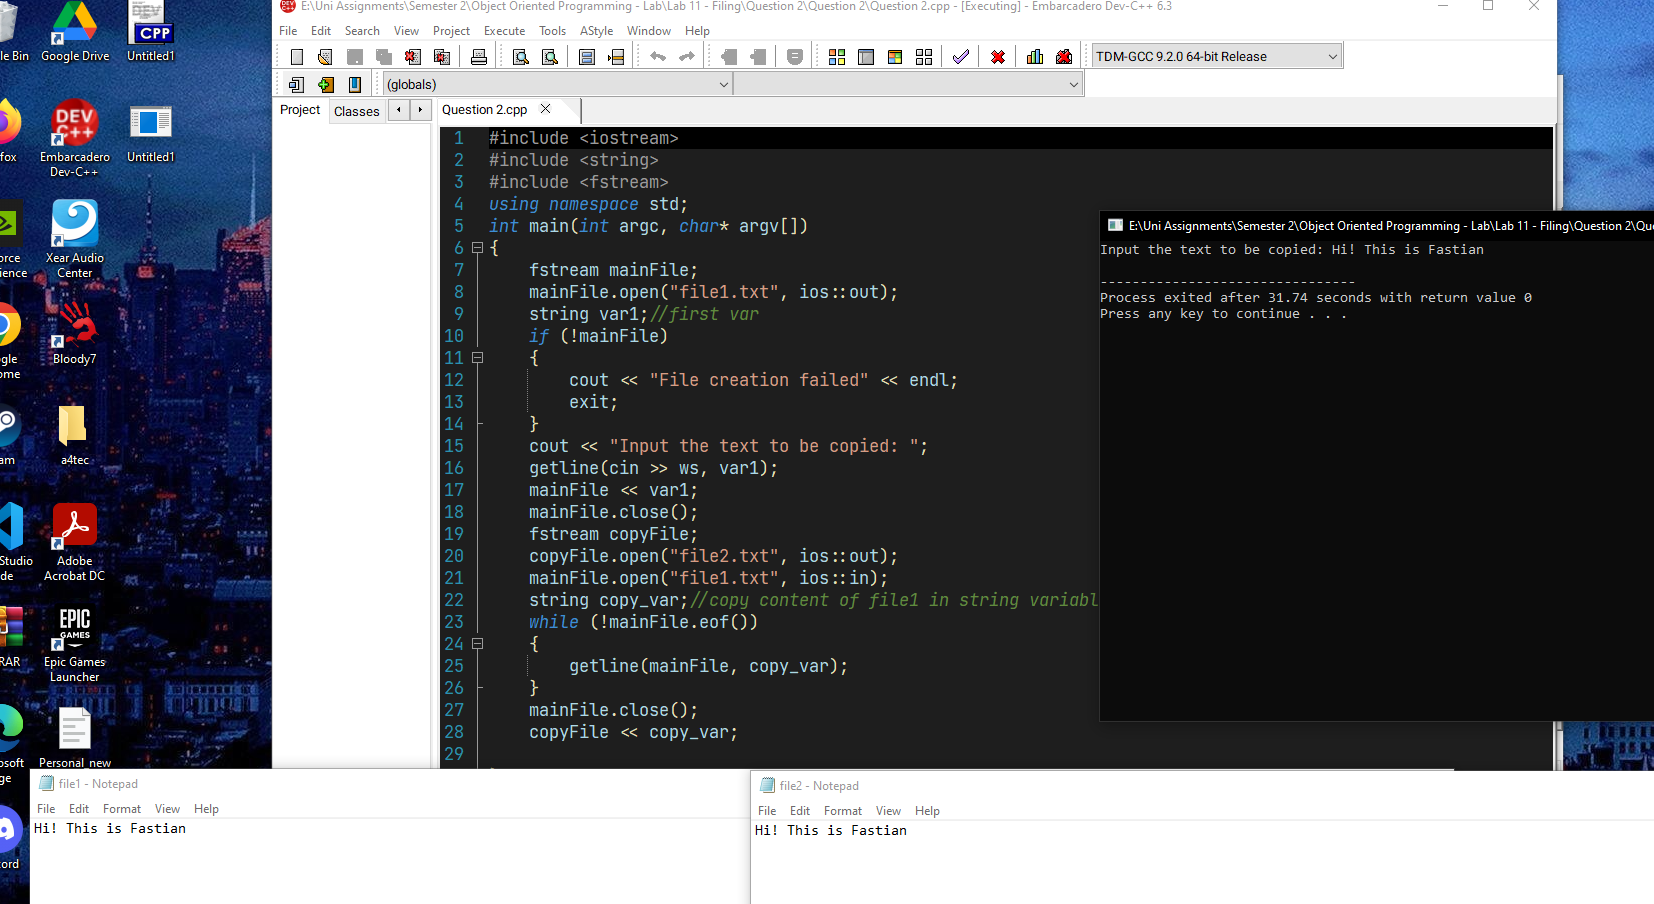 E:\Uni Assignments\Semester 2\Object Oriented Programming - Lab\Lab 11 - Filing\Question 2\Question 2\Question 2.cpp - [Executing] - Embarcadero Dev-C++ 6.3
File Edit Search View Project Execute Tools AStyle Window Help
TDM-GCC 9.2.0 64-bit Release
(globals)
Project Classes
Question 2.cpp
1 #include <iostream>
2 #include <string>
3 #include <fstream>
4 using namespace std;
5 int main(int argc, char* argv[])
6 {
7 fstream mainFile;
8 mainFile.open("file1.txt", ios::out);
9 string var1;//first var
10 if (!mainFile)
11 {
12 cout << "File creation failed" << endl;
13 exit;
14 }
15 cout << "Input the text to be copied: ";
16 getline(cin >> ws, var1);
17 mainFile << var1;
18 mainFile.close();
19 fstream copyFile;
20 copyFile.open("file2.txt", ios::out);
21 mainFile.open("file1.txt", ios::in);
22 string copy_var;//copy content of file1 in string variabl
23 while (!mainFile.eof())
24 {
25 getline(mainFile, copy_var);
26 }
27 mainFile.close();
28 copyFile << copy_var;
29
E:\Uni Assignments\Semester 2\Object Oriented Programming - Lab\Lab 11 - Filing\Question 2\Que
Input the text to be copied: Hi! This is Fastian
--------------------------------
Process exited after 31.74 seconds with return value 0
Press any key to continue . . .
le Bin
Google Drive
CPP
Untitled1
fox
DEV
C++
Embarcadero
Dev-C++
Untitled1
orce
ience
Xear Audio
Center
gle
ome
Bloody7
am
a4tec
Studio
de
Adobe
Acrobat DC
RAR
EPIC
GAMES
Epic Games
Launcher
osoft
ge
Personal_new
ord
file1 - Notepad
File Edit Format View Help
Hi! This is Fastian
file2 - Notepad
File Edit Format View Help
Hi! This is Fastian